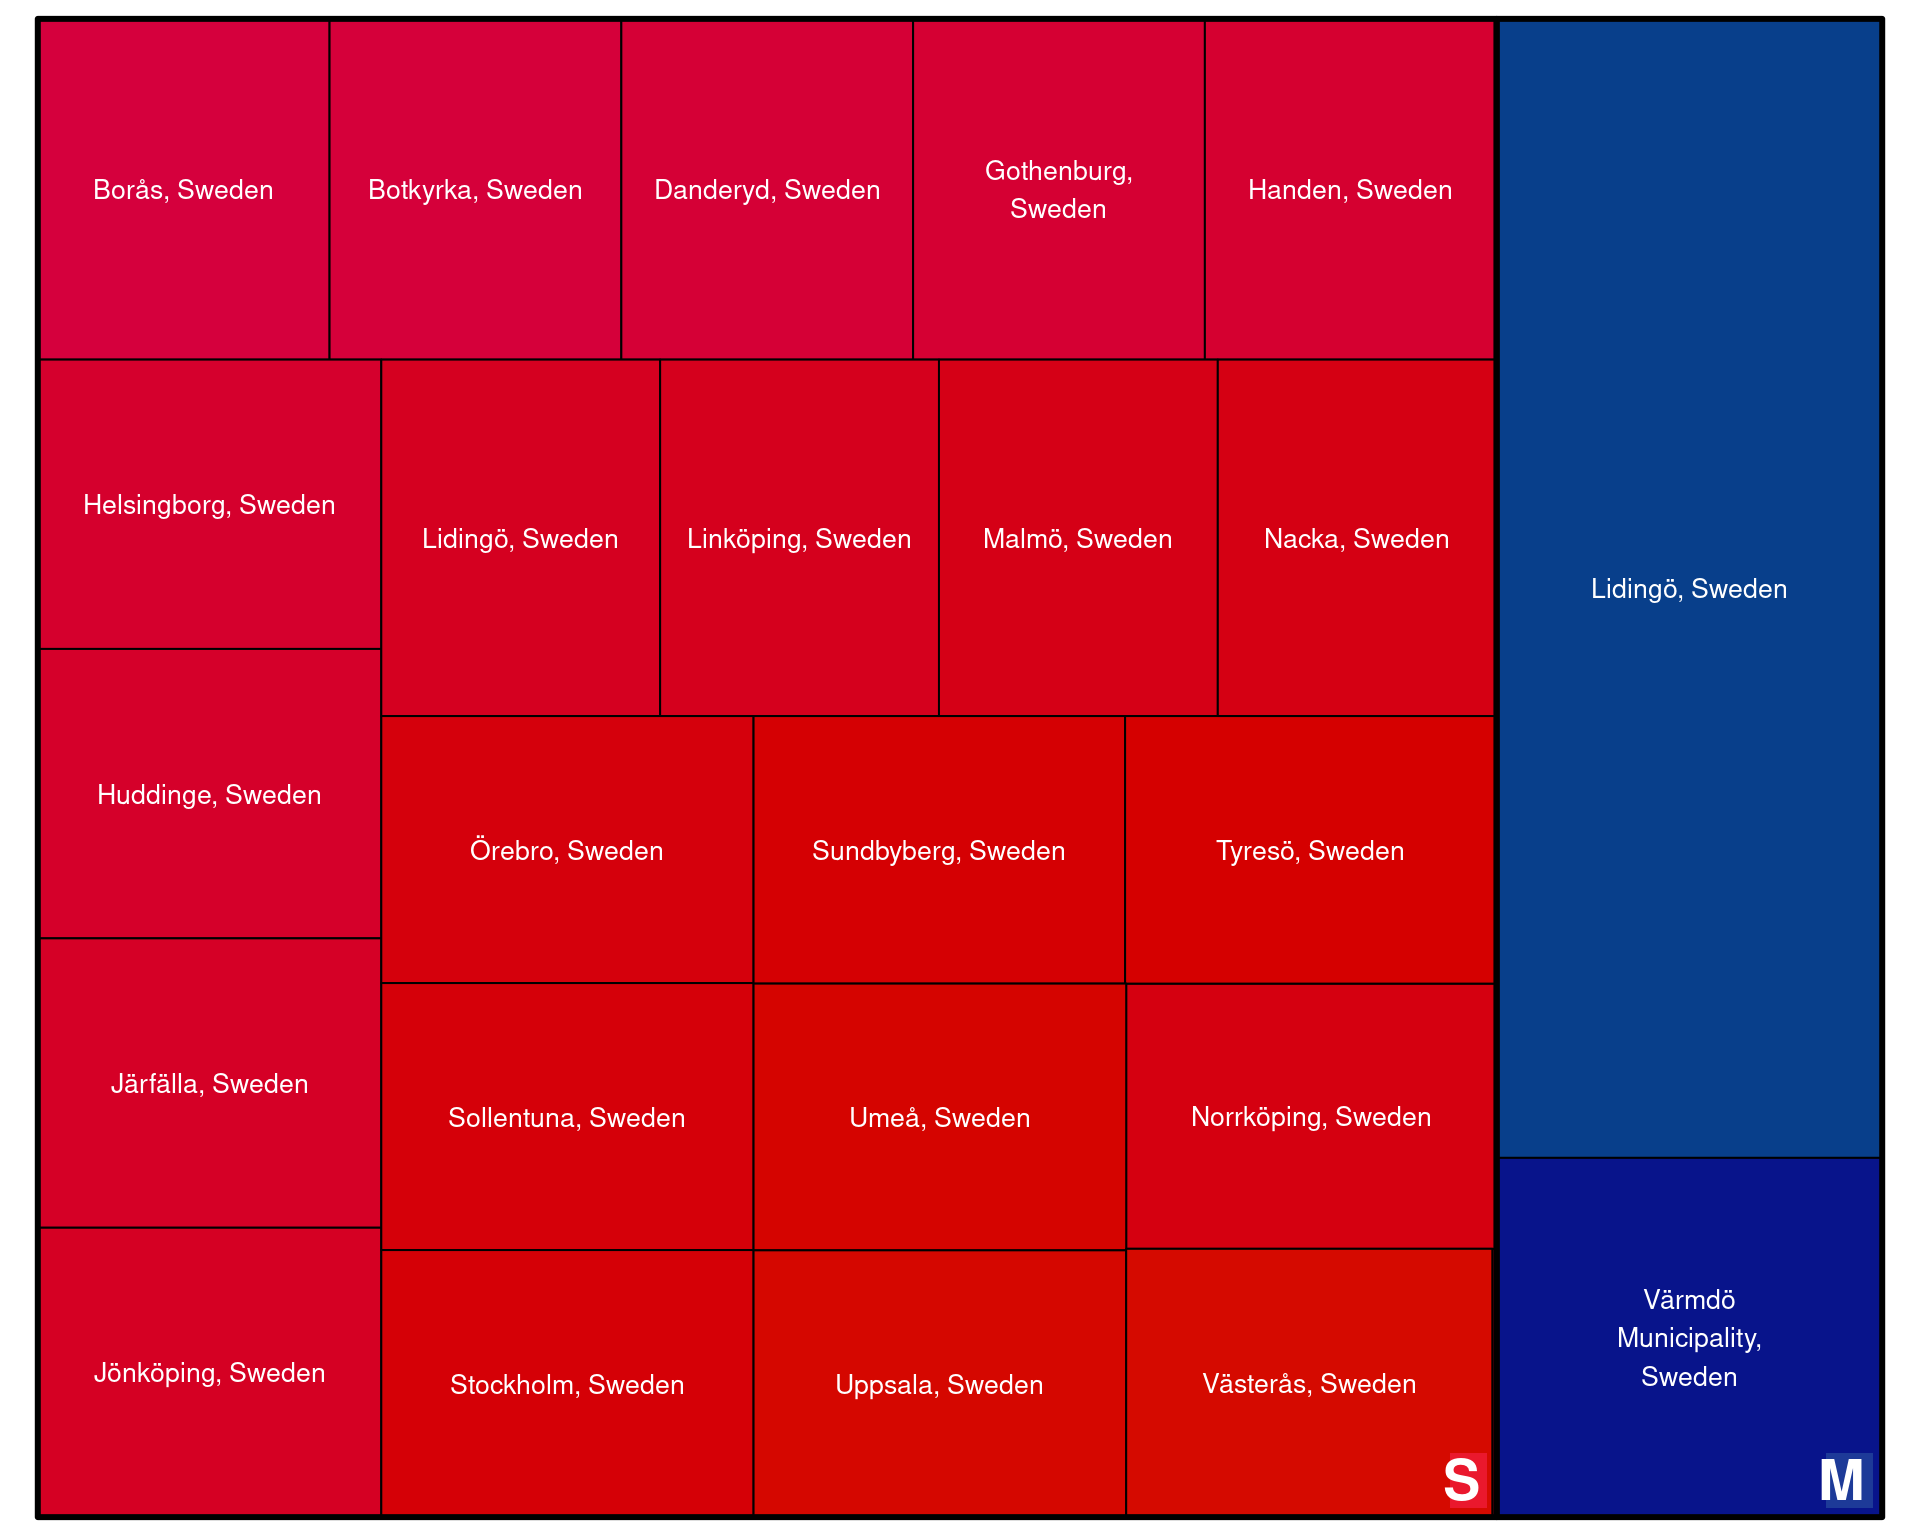 Borås, Sweden
Botkyrka, Sweden
Danderyd, Sweden
Gothenburg,
Sweden
Handen, Sweden
Helsingborg, Sweden
Huddinge, Sweden
Järfälla, Sweden
Jönköping, Sweden
Lidingö, Sweden
Linköping, Sweden
Malmö, Sweden
Nacka, Sweden
Örebro, Sweden
Sundbyberg, Sweden
Tyresö, Sweden
Sollentuna, Sweden
Umeå, Sweden
Norrköping, Sweden
Stockholm, Sweden
Uppsala, Sweden
Västerås, Sweden
S
Lidingö, Sweden
Värmdö
Municipality,
Sweden
M